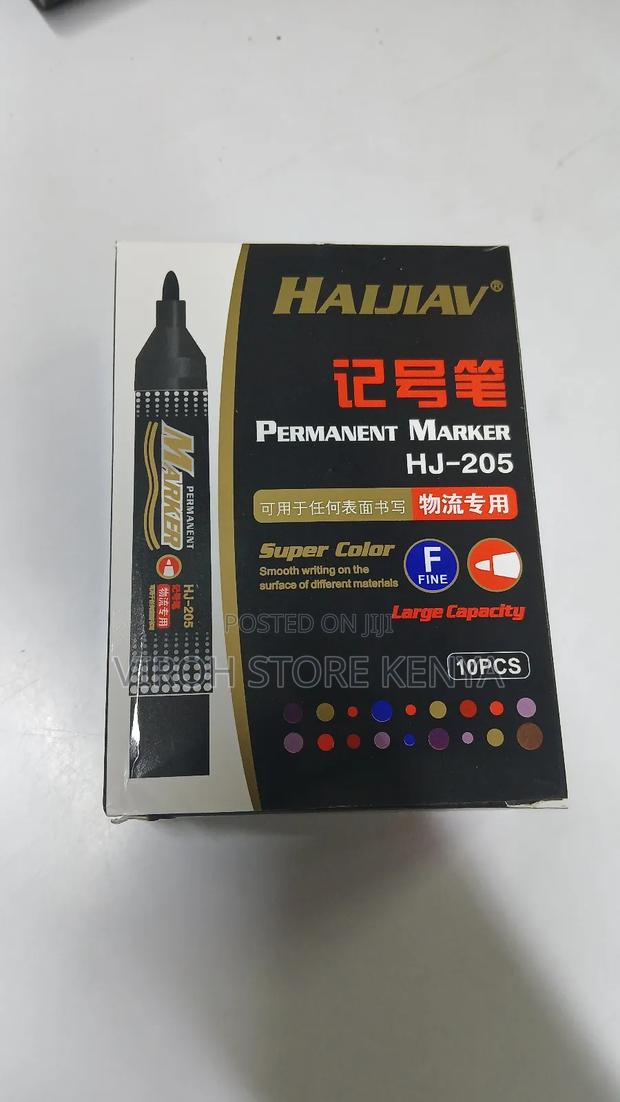 HAIJIAV®
记号笔
PERMANENT MARKER
HJ-205
可用于任何表面书写 物流专用
Super Color
Smooth writing on the
surface of different materials
F
FINE
Large Capacity
10PCS
MARKER
PERMANENT
HJ-205
记号笔
物流专用
POSTED ON JIJI
VIROH STORE KENYA